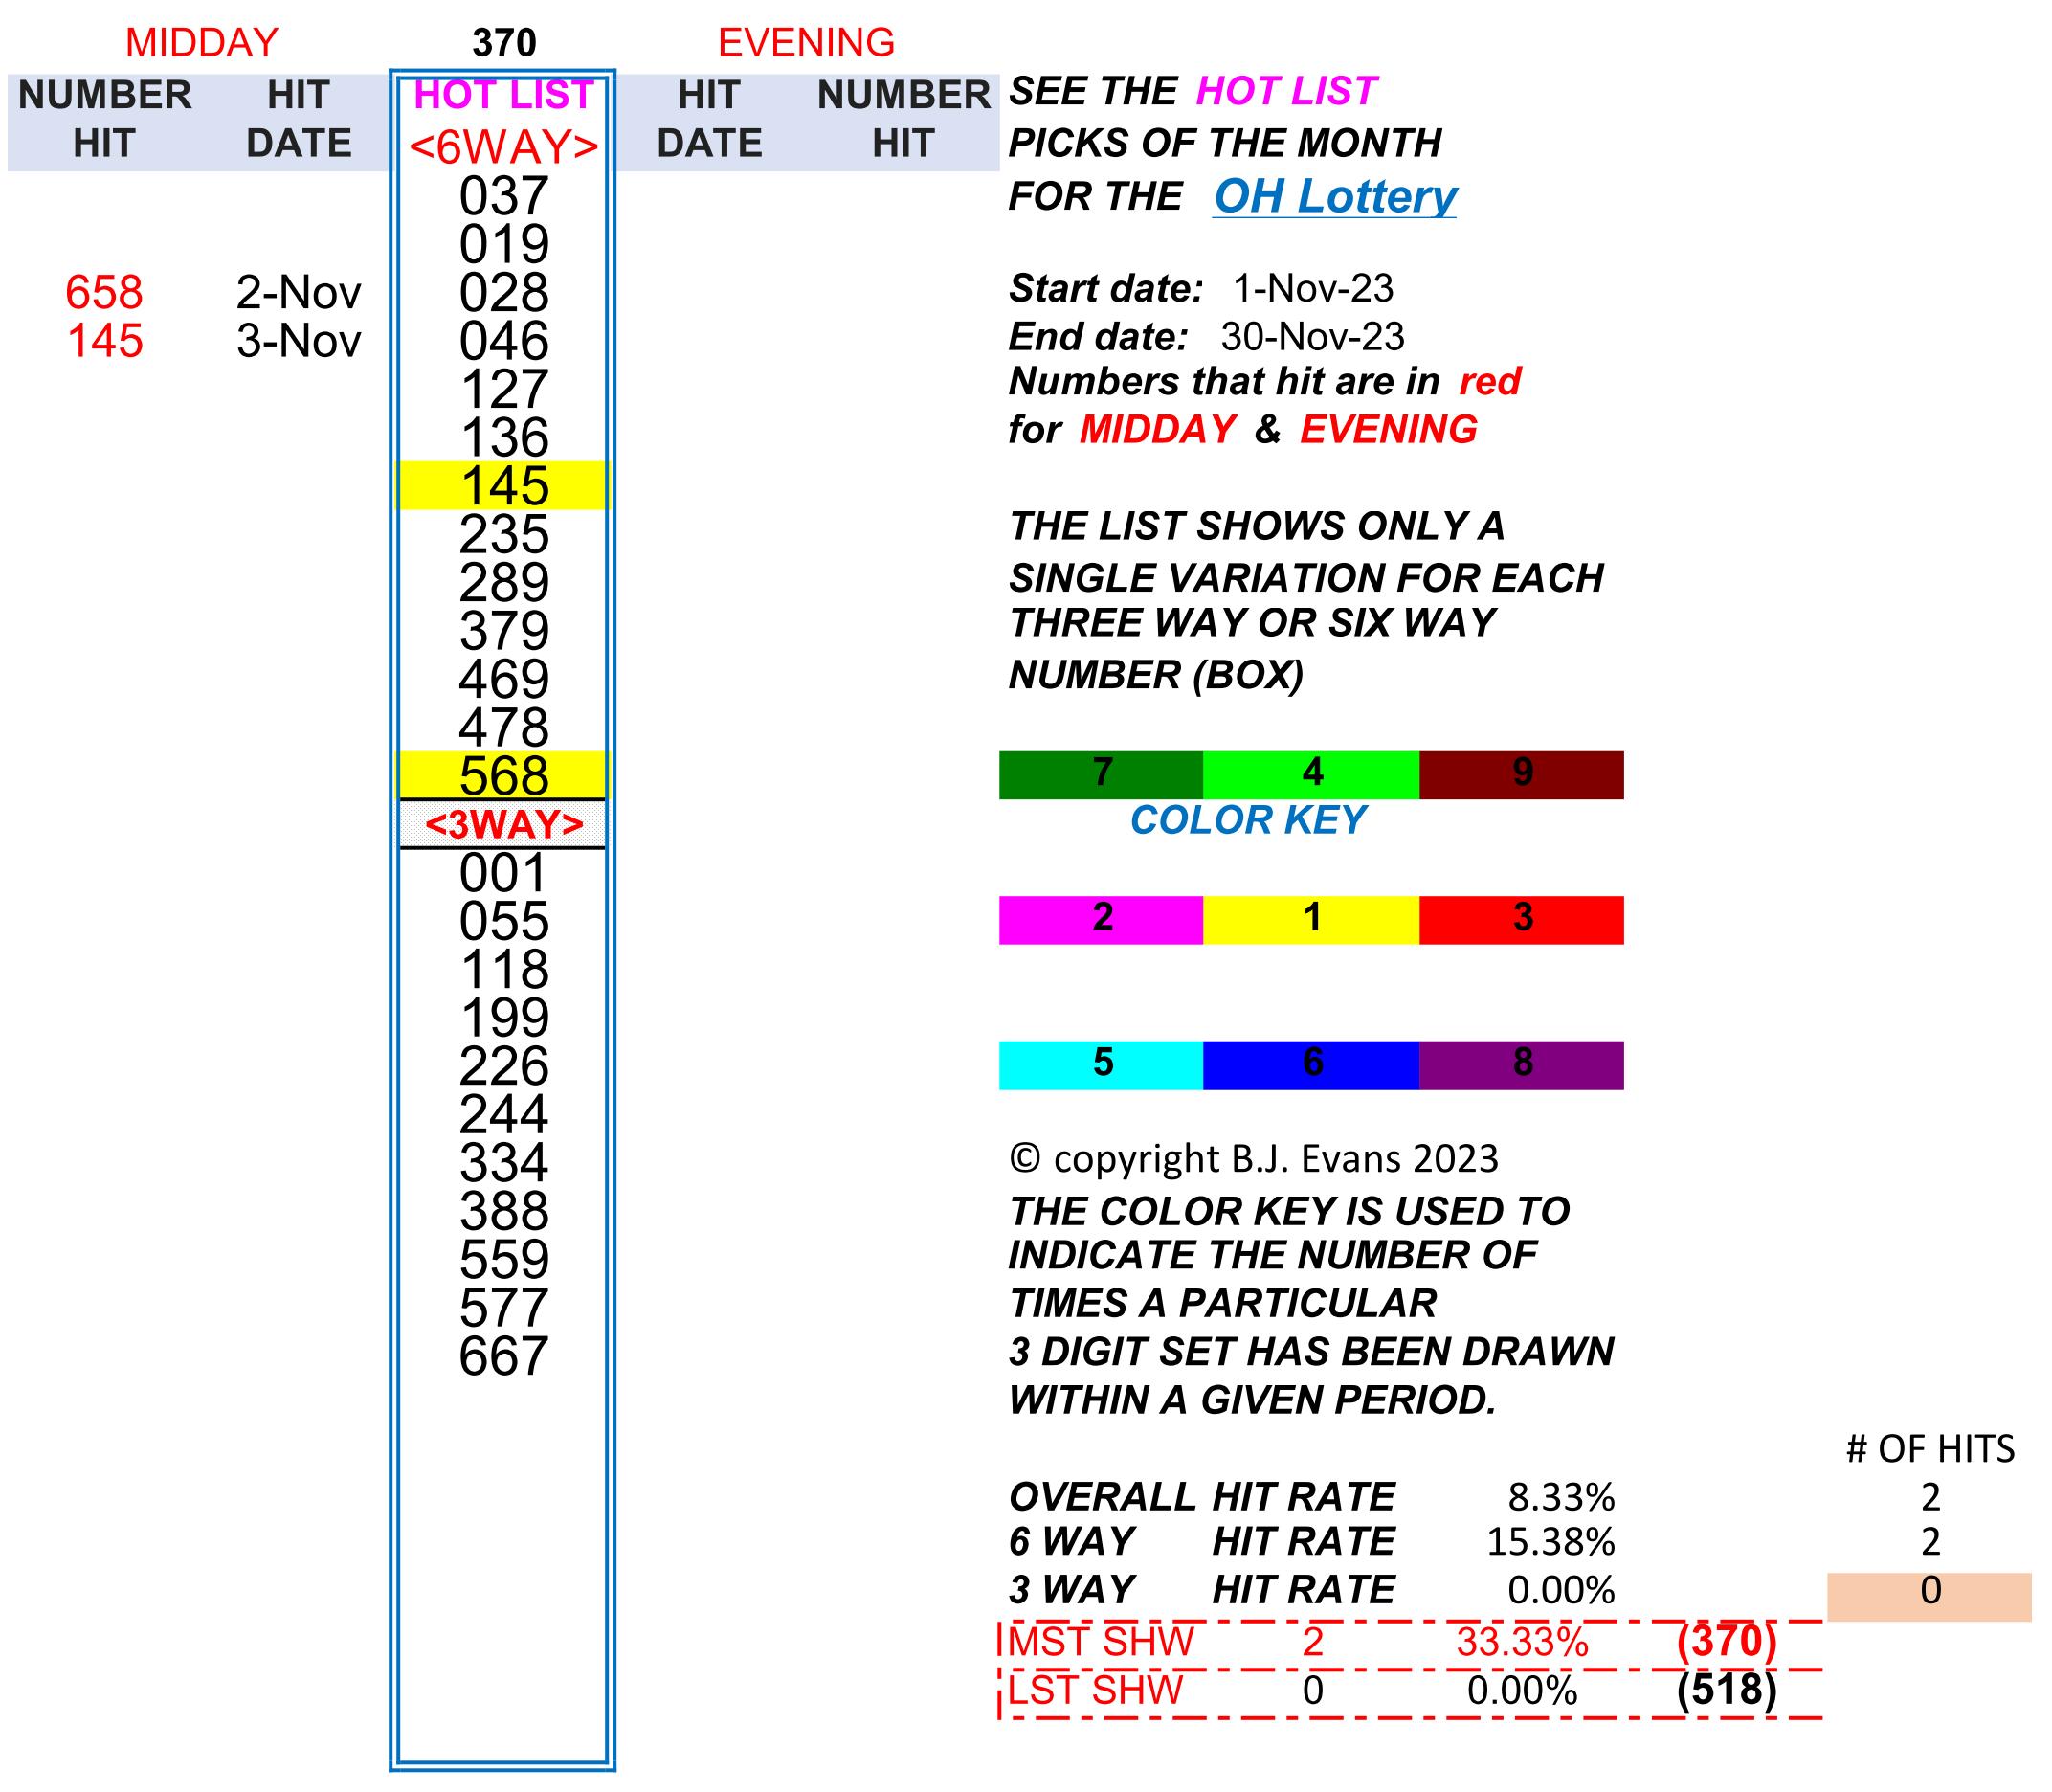 MIDDAY 370 EVENING
NUMBER HIT HOT LIST HIT NUMBER
HIT DATE <6WAY> DATE HIT
037
019
658 2-Nov 028
145 3-Nov 046
127
136
145
235
289
379
469
478
568
<3WAY>
001
055
118
199
226
244
334
388
559
577
667
SEE THE HOT LIST
PICKS OF THE MONTH
FOR THE OH Lottery
Start date: 1-Nov-23
End date: 30-Nov-23
Numbers that hit are in red
for MIDDAY & EVENING
THE LIST SHOWS ONLY A
SINGLE VARIATION FOR EACH
THREE WAY OR SIX WAY
NUMBER (BOX)
7 4 9
COLOR KEY
2 1 3
5 6 8
© copyright B.J. Evans 2023
THE COLOR KEY IS USED TO
INDICATE THE NUMBER OF
TIMES A PARTICULAR
3 DIGIT SET HAS BEEN DRAWN
WITHIN A GIVEN PERIOD.
# OF HITS
OVERALL HIT RATE 8.33% 2
6 WAY HIT RATE 15.38% 2
3 WAY HIT RATE 0.00% 0
MST SHW 2 33.33% (370)
LST SHW 0 0.00% (518)